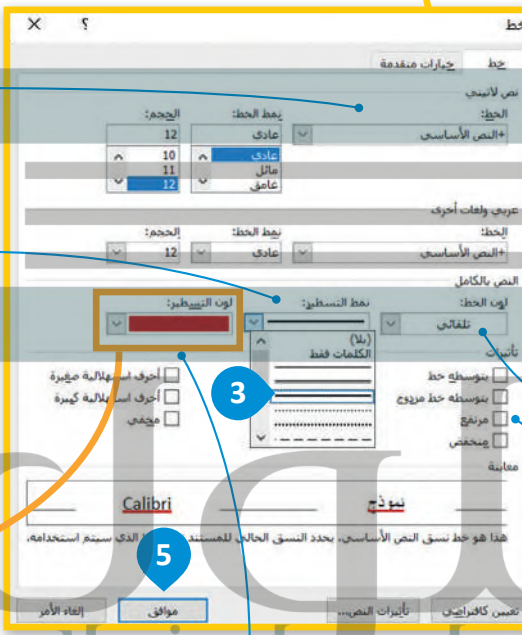 خط
؟ ×
خط خيارات متقدمة
نص لاتيني
الخط: نمط الخط: الحجم:
+النص الأساسي عادي 12
عادي 10
مائل 11
غامق 12
عربي ولغات أخرى
الخط: نمط الخط: الحجم:
+النص الأساسي عادي 12
النص بالكامل
لون الخط: نمط التسطير: لون التسطير:
تلقائي
(بلا)
الكلمات فقط
3
تأثيرات
يتوسطه خط أحرف استهلالية صغيرة
يتوسطه خط مزدوج أحرف استهلالية كبيرة
مرتفع مخفي
منخفض
معاينة
نموذج Calibri
هذا هو خط نسق النص الأساسي، يحدد النسق الحالي للمستند الذي سيتم استخدامه.
5
تعيين كافتراضي تأثيرات النص... موافق إلغاء الأمر